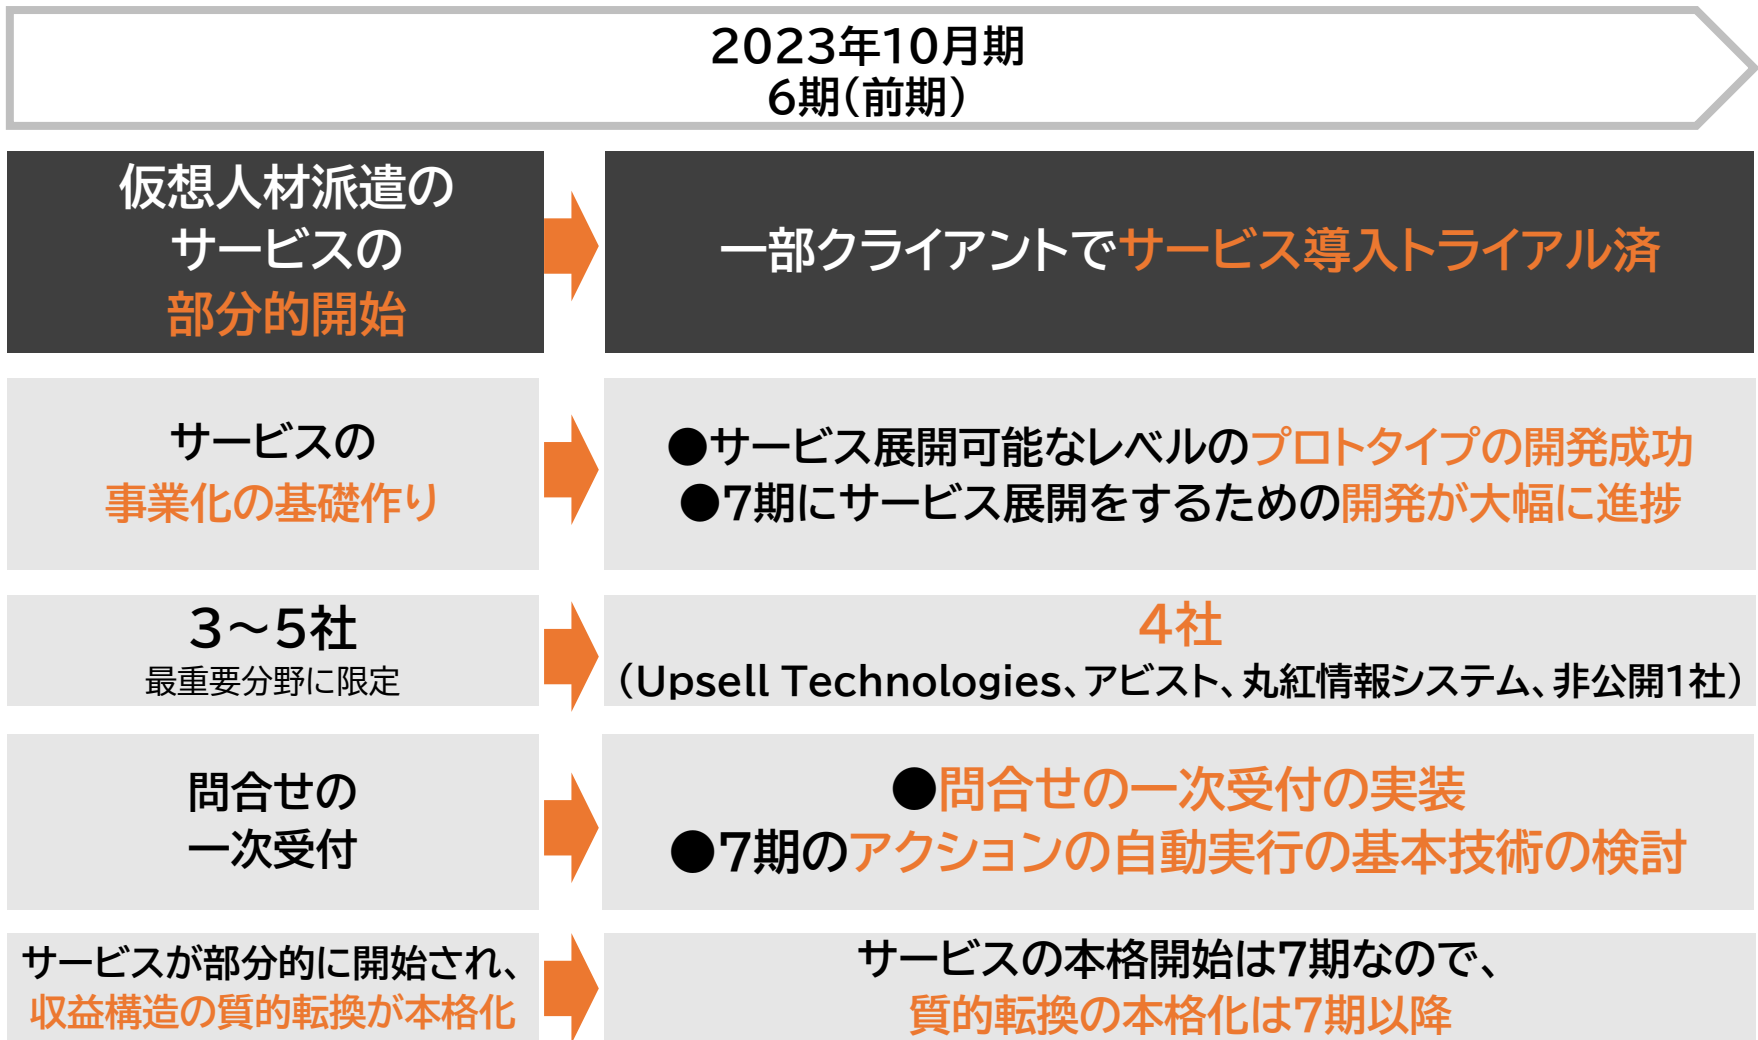 2023年10月期
6期(前期)
仮想人材派遣の
サービスの
部分的開始
一部クライアントでサービス導入トライアル済
サービスの
事業化の基礎作り
●サービス展開可能なレベルのプロトタイプの開発成功
●7期にサービス展開をするための開発が大幅に進捗
3～5社
最重要分野に限定
4社
(Upsell Technologies、アビスト、丸紅情報システム、非公開1社)
問合せの
一次受付
●問合せの一次受付の実装
●7期のアクションの自動実行の基本技術の検討
サービスが部分的に開始され、
収益構造の質的転換が本格化
サービスの本格開始は7期なので、
質的転換の本格化は7期以降